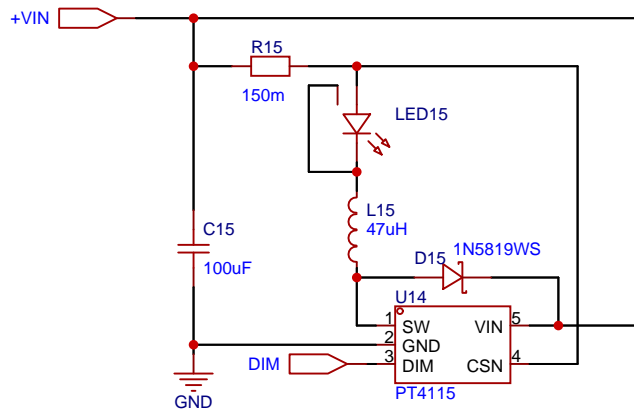 +VIN
R15
150m
LED15
C15
100uF
L15
47uH
D15
1N5819WS
U14
1
SW
VIN
5
2
GND
3
DIM
CSN
4
DIM
PT4115
GND